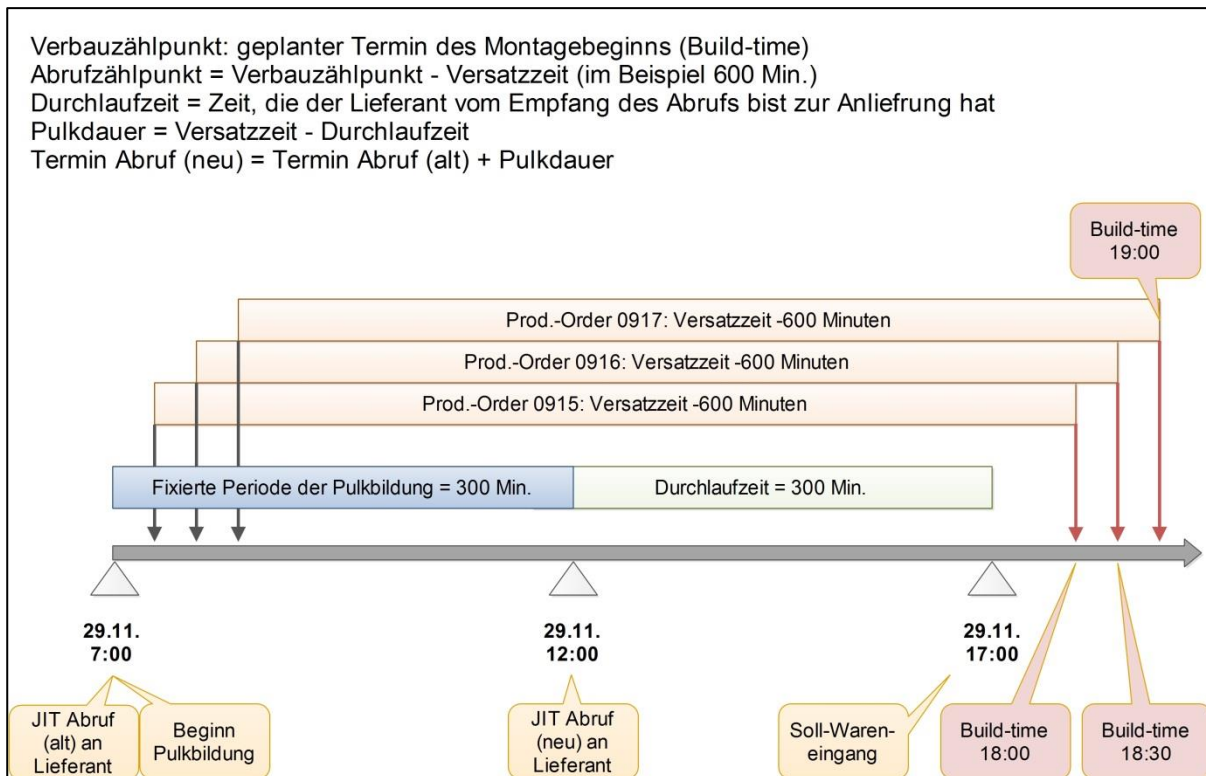 Verbauzählpunkt: geplanter Termin des Montagebeginns (Build-time)
Abrufzählpunkt = Verbauzählpunkt - Versatzzeit (im Beispiel 600 Min.)
Durchlaufzeit = Zeit, die der Lieferant vom Empfang des Abrufs bist zur Anliefrung hat
Pulkdauer = Versatzzeit - Durchlaufzeit
Termin Abruf (neu) = Termin Abruf (alt) + Pulkdauer
Build-time
19:00
Prod.-Order 0917: Versatzzeit -600 Minuten
Prod.-Order 0916: Versatzzeit -600 Minuten
Prod.-Order 0915: Versatzzeit -600 Minuten
Fixierte Periode der Pulkbildung = 300 Min.
Durchlaufzeit = 300 Min.
29.11.
7:00
29.11.
12:00
29.11.
17:00
JIT Abruf
(alt) an
Lieferant
Beginn
Pulkbildung
JIT Abruf
(neu) an
Lieferant
Soll-Waren-
eingang
Build-time
18:00
Build-time
18:30